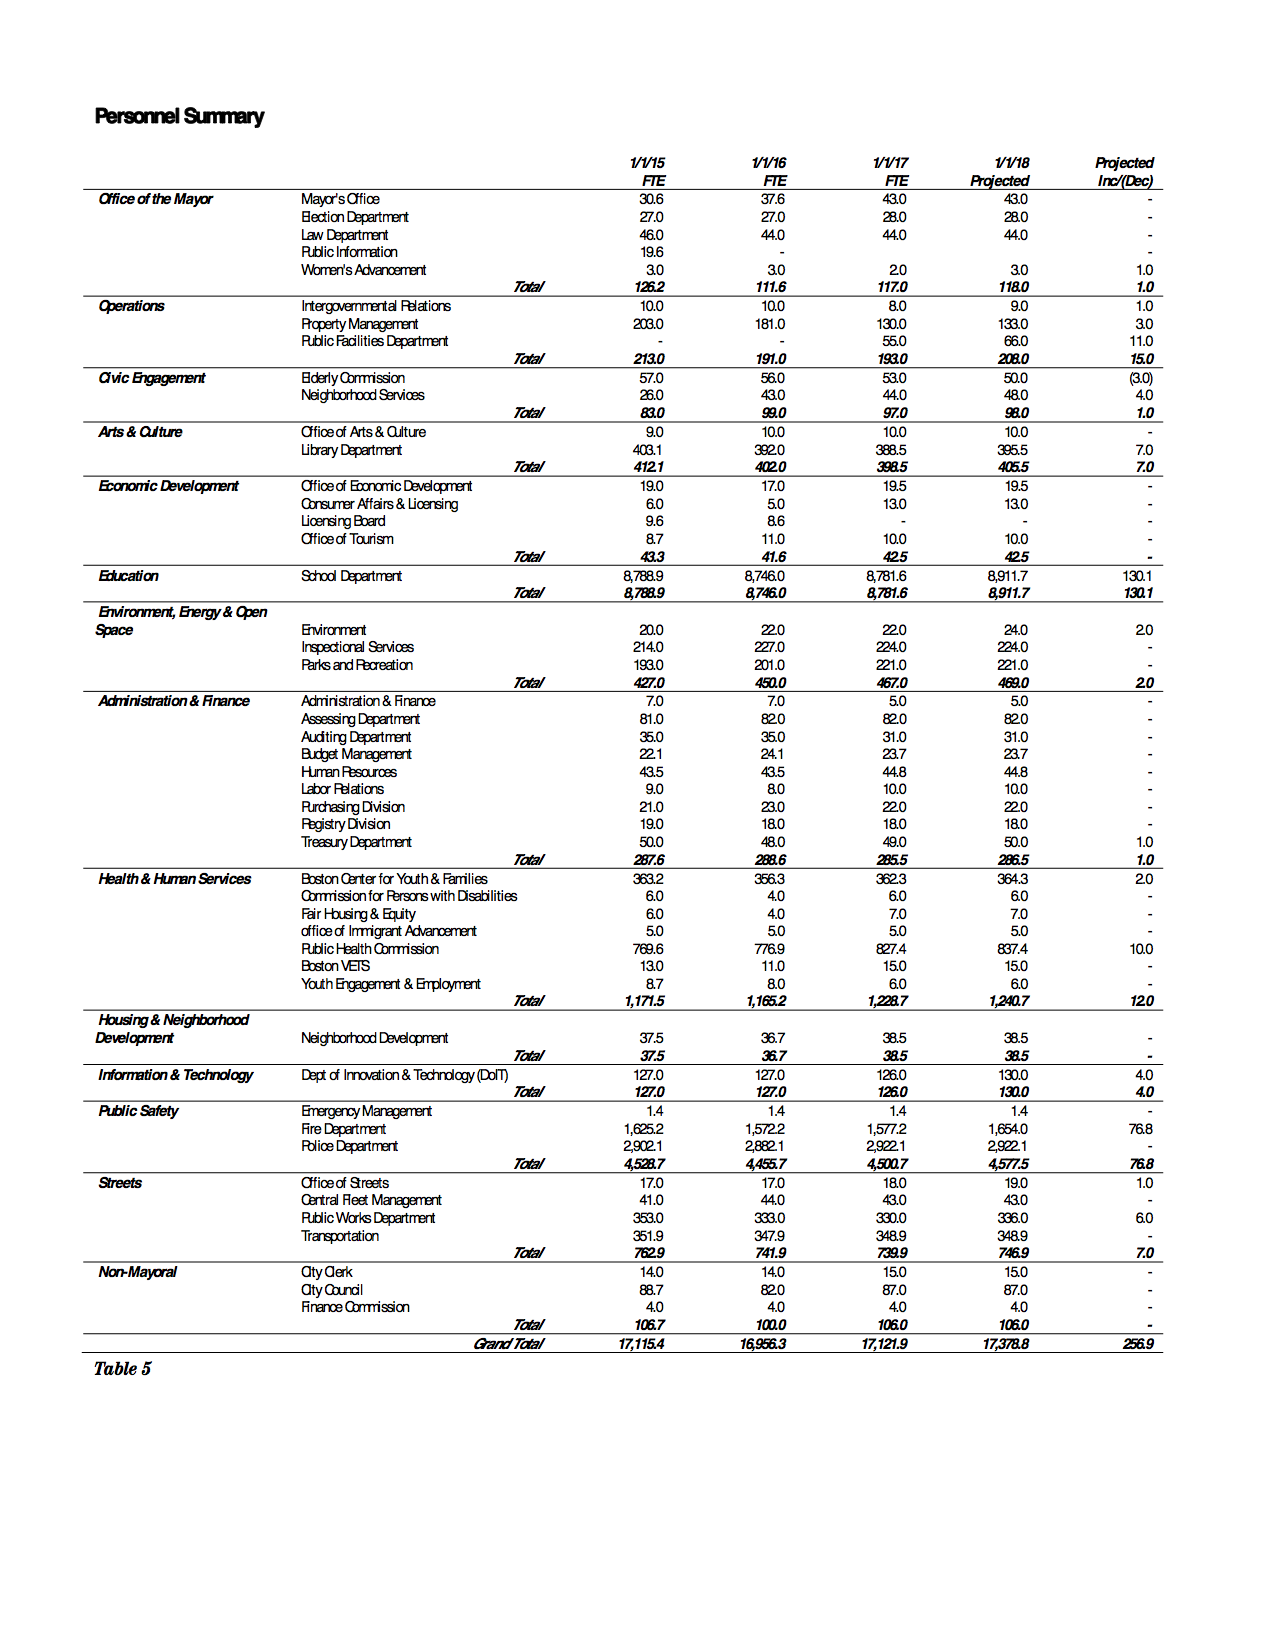 Personnel Summary
1/1/15 1/1/16 1/1/17 1/1/18 Projected
FTE FTE FTE Projected Inc/(Dec)
Office of the Mayor Mayor's Office 30.6 37.6 43.0 43.0 -
Election Department 27.0 27.0 28.0 28.0 -
Law Department 46.0 44.0 44.0 44.0 -
Public Information 19.6 - -
Women's Advancement 3.0 3.0 2.0 3.0 1.0
Total 126.2 111.6 117.0 118.0 1.0
Operations Intergovernmental Relations 10.0 10.0 8.0 9.0 1.0
Property Management 203.0 181.0 130.0 133.0 3.0
Public Facilities Department - - 55.0 66.0 11.0
Total 213.0 191.0 193.0 208.0 15.0
Civic Engagement Elderly Commission 57.0 56.0 53.0 50.0 (3.0)
Neighborhood Services 26.0 43.0 44.0 48.0 4.0
Total 83.0 99.0 97.0 98.0 1.0
Arts & Culture Office of Arts & Culture 9.0 10.0 10.0 10.0 -
Library Department 403.1 392.0 388.5 395.5 7.0
Total 412.1 402.0 398.5 405.5 7.0
Economic Development Office of Economic Development 19.0 17.0 19.5 19.5 -
Consumer Affairs & Licensing 6.0 5.0 13.0 13.0 -
Licensing Board 9.6 8.6 - - -
Office of Tourism 8.7 11.0 10.0 10.0 -
Total 43.3 41.6 42.5 42.5 -
Education School Department 8,788.9 8,746.0 8,781.6 8,911.7 130.1
Total 8,788.9 8,746.0 8,781.6 8,911.7 130.1
Environment, Energy & Open
Space Environment 20.0 22.0 22.0 24.0 2.0
Inspectional Services 214.0 227.0 224.0 224.0 -
Parks and Recreation 193.0 201.0 221.0 221.0 -
Total 427.0 450.0 467.0 469.0 2.0
Administration & Finance Administration & Finance 7.0 7.0 5.0 5.0 -
Assessing Department 81.0 82.0 82.0 82.0 -
Auditing Department 35.0 35.0 31.0 31.0 -
Budget Management 22.1 24.1 23.7 23.7 -
Human Resources 43.5 43.5 44.8 44.8 -
Labor Relations 9.0 8.0 10.0 10.0 -
Purchasing Division 21.0 23.0 22.0 22.0 -
Registry Division 19.0 18.0 18.0 18.0 -
Treasury Department 50.0 48.0 49.0 50.0 1.0
Total 287.6 288.6 285.5 286.5 1.0
Health & Human Services Boston Center for Youth & Families 363.2 356.3 362.3 364.3 2.0
Commission for Persons with Disabilities 6.0 4.0 6.0 6.0 -
Fair Housing & Equity 6.0 4.0 7.0 7.0 -
office of Immigrant Advancement 5.0 5.0 5.0 5.0 -
Public Health Commission 769.6 776.9 827.4 837.4 10.0
Boston VETS 13.0 11.0 15.0 15.0 -
Youth Engagement & Employment 8.7 8.0 6.0 6.0 -
Total 1,171.5 1,165.2 1,228.7 1,240.7 12.0
Housing & Neighborhood
Development Neighborhood Development 37.5 36.7 38.5 38.5 -
Total 37.5 36.7 38.5 38.5 -
Information & Technology Dept of Innovation & Technology (DoIT) 127.0 127.0 126.0 130.0 4.0
Total 127.0 127.0 126.0 130.0 4.0
Public Safety Emergency Management 1.4 1.4 1.4 1.4 -
Fire Department 1,625.2 1,572.2 1,577.2 1,654.0 76.8
Police Department 2,902.1 2,882.1 2,922.1 2,922.1 -
Total 4,528.7 4,455.7 4,500.7 4,577.5 76.8
Streets Office of Streets 17.0 17.0 18.0 19.0 1.0
Central Fleet Management 41.0 44.0 43.0 43.0 -
Public Works Department 353.0 333.0 330.0 336.0 6.0
Transportation 351.9 347.9 348.9 348.9 -
Total 762.9 741.9 739.9 746.9 7.0
Non-Mayoral City Clerk 14.0 14.0 15.0 15.0 -
City Council 88.7 82.0 87.0 87.0 -
Finance Commission 4.0 4.0 4.0 4.0 -
Total 106.7 100.0 106.0 106.0 -
Grand Total 17,115.4 16,956.3 17,121.9 17,378.8 256.9
Table 5